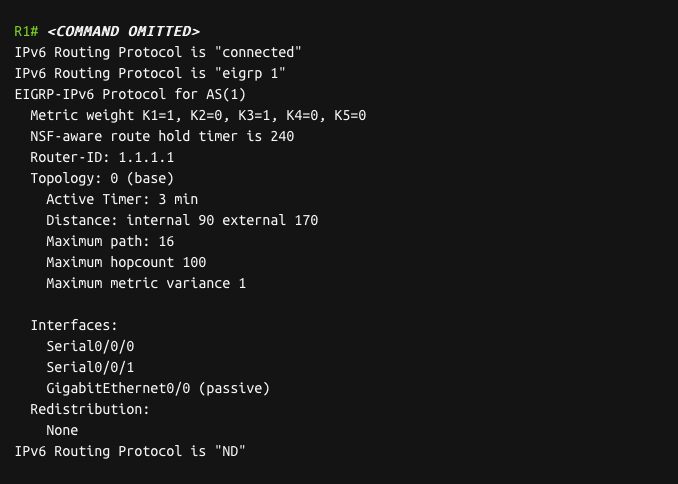 R1# <COMMAND OMITTED>
IPv6 Routing Protocol is "connected"
IPv6 Routing Protocol is "eigrp 1"
EIGRP-IPv6 Protocol for AS(1)
Metric weight K1=1, K2=0, K3=1, K4=0, K5=0
NSF-aware route hold timer is 240
Router-ID: 1.1.1.1
Topology: 0 (base)
Active Timer: 3 min
Distance: internal 90 external 170
Maximum path: 16
Maximum hopcount 100
Maximum metric variance 1
Interfaces:
Serial0/0/0
Serial0/0/1
GigabitEthernet0/0 (passive)
Redistribution:
None
IPv6 Routing Protocol is "ND"